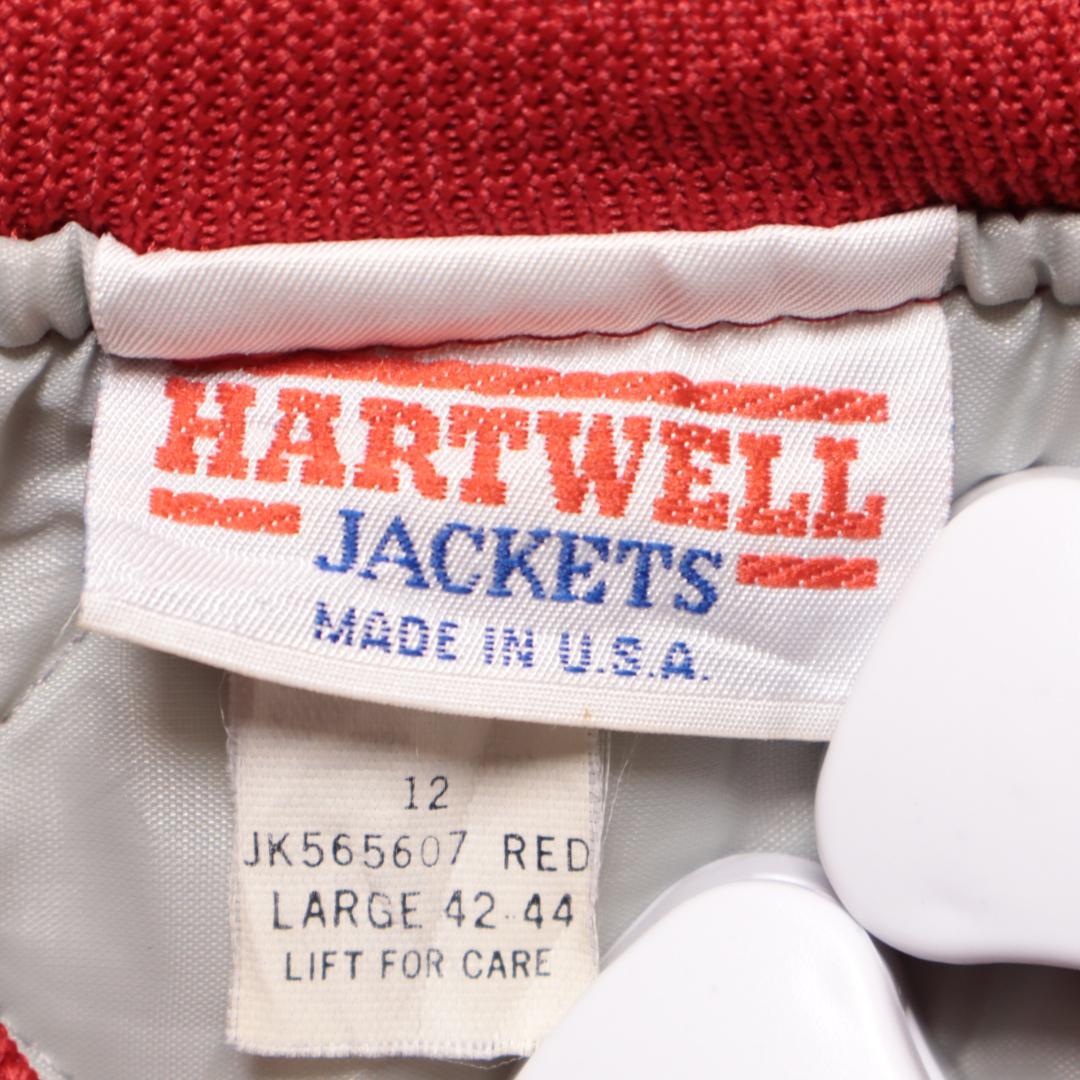 HARTWELL
JACKETS
MADE IN U.S.A.
12
JK565607 RED
LARGE 42-44
LIFT FOR CARE